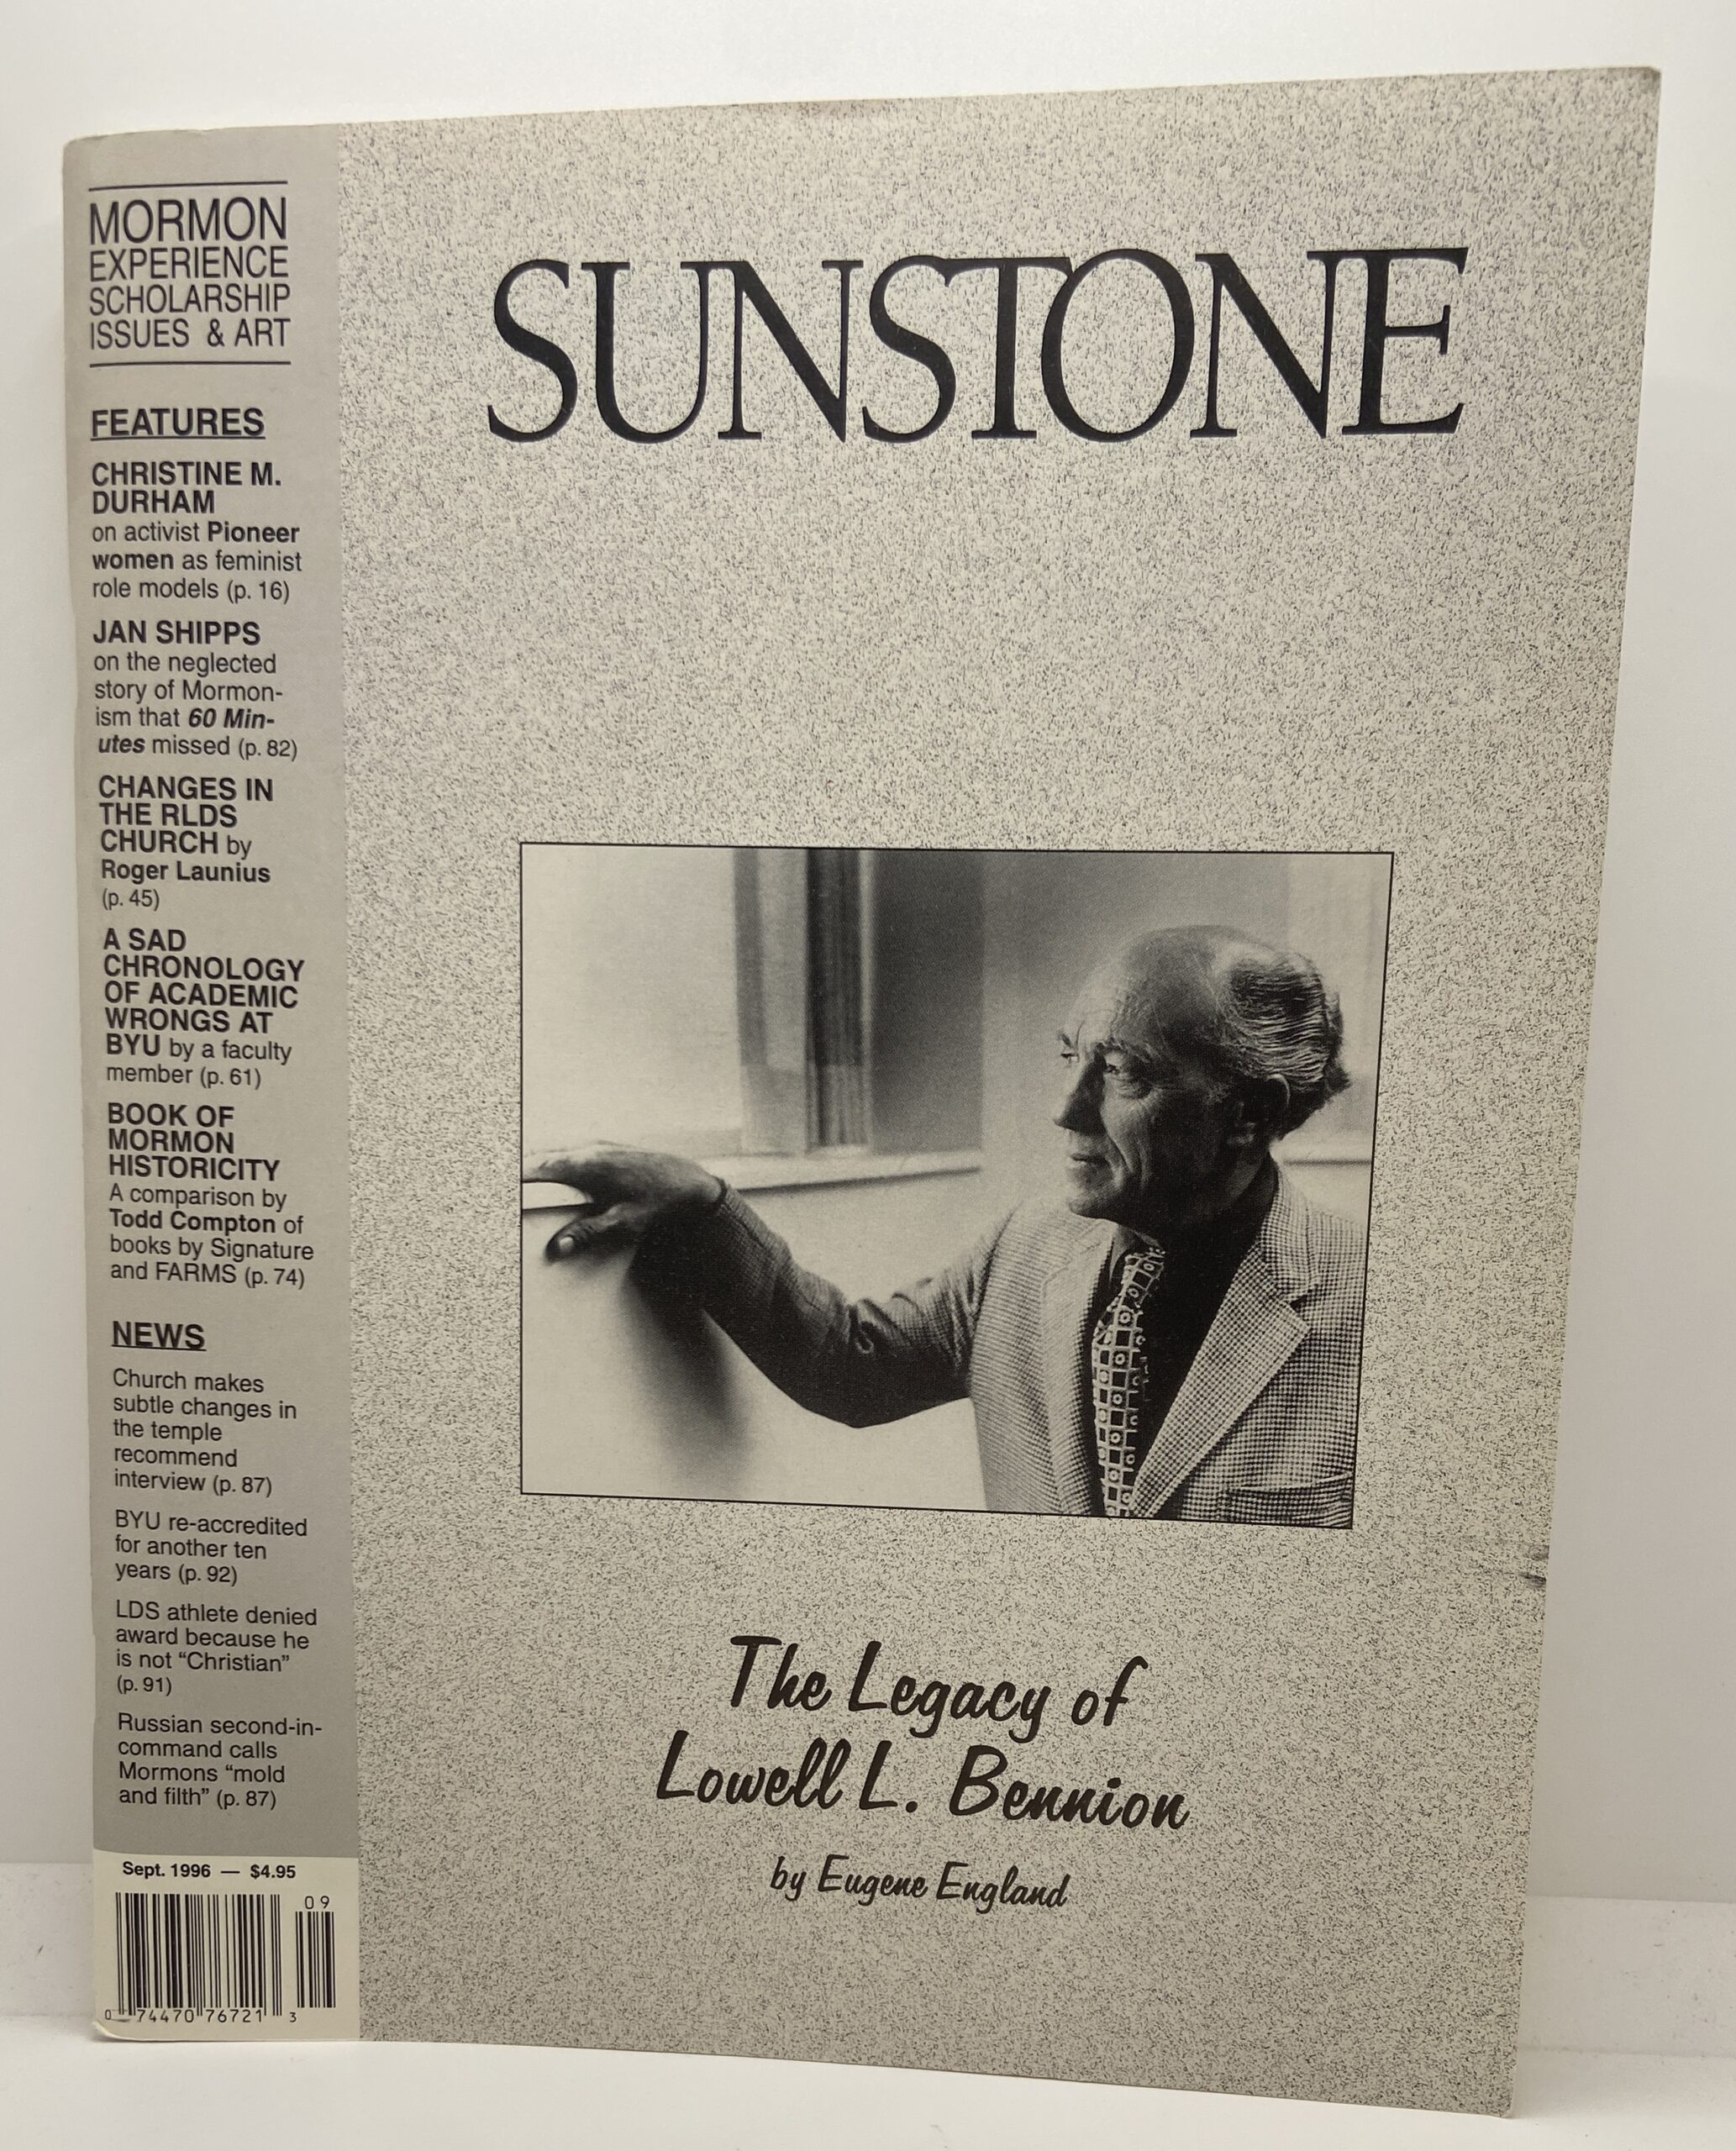 MORMON
EXPERIENCE
SCHOLARSHIP
ISSUES & ART
FEATURES
CHRISTINE M.
DURHAM
on activist Pioneer
women as feminist
role models (p. 16)
JAN SHIPPS
on the neglected
story of Mormon-
ism that 60 Min-
utes missed (p. 82)
CHANGES IN
THE RLDS
CHURCH by
Roger Launius
(p. 45)
A SAD
CHRONOLOGY
OF ACADEMIC
WRONGS AT
BYU by a faculty
member (p. 61)
BOOK OF
MORMON
HISTORICITY
A comparison by
Todd Compton of
books by Signature
and FARMS (p. 74)
NEWS
Church makes
subtle changes in
the temple
recommend
interview (p. 87)
BYU re-accredited
for another ten
years (p. 92)
LDS athlete denied
award because he
is not “Christian”
(p. 91)
Russian second-in-
command calls
Mormons “mold
and filth” (p. 87)
Sept. 1996 — $4.95
09
0 74470 76721 3
SUNSTONE
The Legacy of
Lowell L. Bennion
by Eugene England